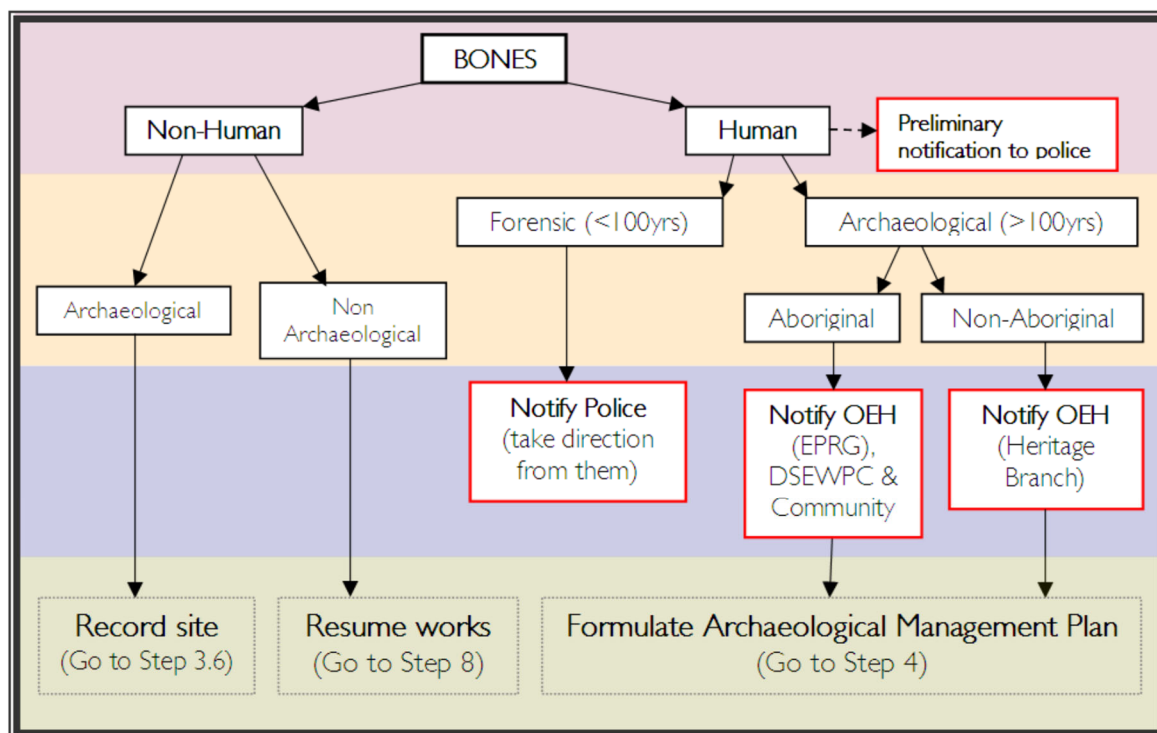 BONES
Non-Human
Human
Preliminary
notification to police
Forensic (<100yrs)
Archaeological (>100yrs)
Archaeological
Non
Archaeological
Aboriginal
Non-Aboriginal
Notify Police
(take direction
from them)
Notify OEH
(EPRG),
DSEWPC &
Community
Notify OEH
(Heritage
Branch)
Record site
(Go to Step 3.6)
Resume works
(Go to Step 8)
Formulate Archaeological Management Plan
(Go to Step 4)